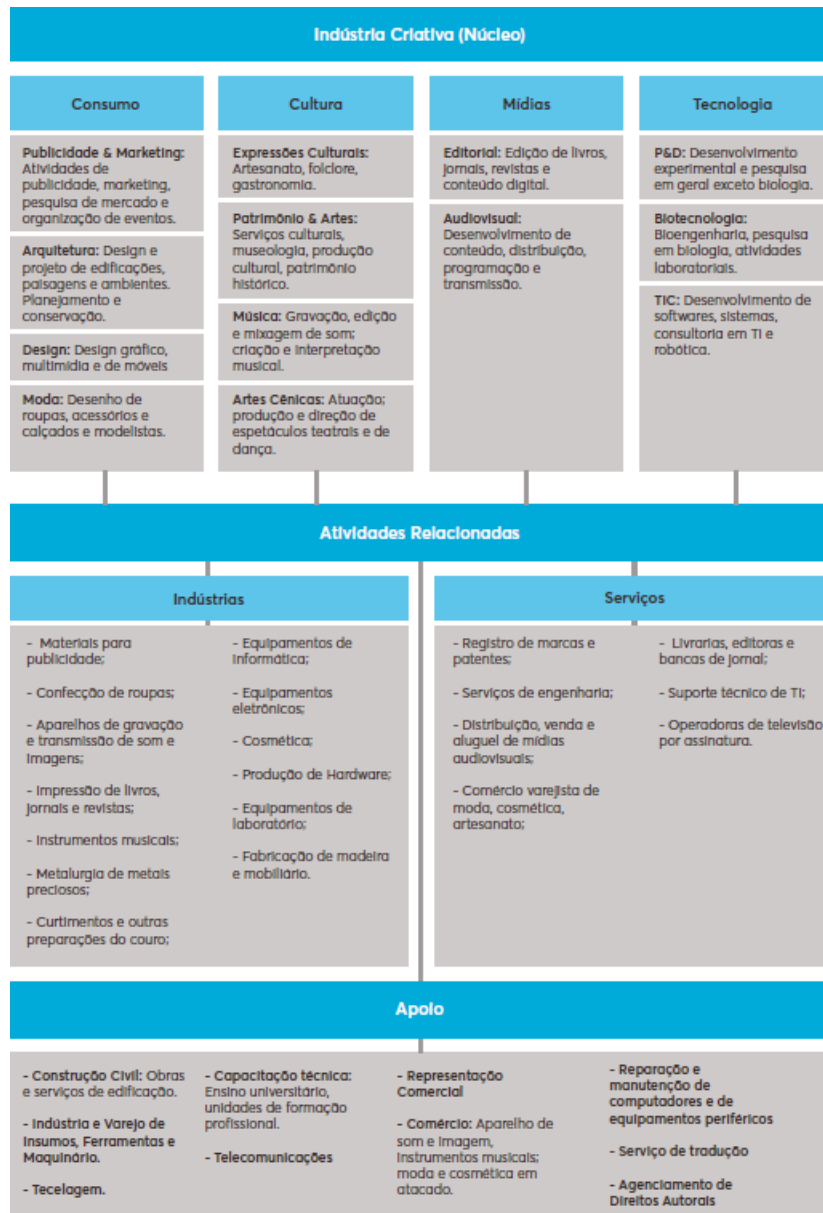 Indústria Criativa (Núcleo)
Consumo
Publicidade & Marketing:
Atividades de
publicidade, marketing,
pesquisa de mercado e
organização de eventos.
Arquitetura: Design e
projeto de edificações,
paisagens e ambientes.
Planejamento e
conservação.
Design: Design gráfico,
multimídia e de móveis
Moda: Desenho de
roupas, acessórios e
calçados e modelistas.
Cultura
Expressões Culturais:
Artesanato, folclore,
gastronomia.
Patrimônio & Artes:
Serviços culturais,
museologia, produção
cultural, patrimônio
histórico.
Música: Gravação, edição
e mixagem de som;
criação e interpretação
musical.
Artes Cênicas: Atuação;
produção e direção de
espetáculos teatrais e de
dança.
Mídias
Editorial: Edição de livros,
jornais, revistas e
conteúdo digital.
Audiovisual:
Desenvolvimento de
conteúdo, distribuição,
programação e
transmissão.
Tecnologia
P&D: Desenvolvimento
experimental e pesquisa
em geral exceto biologia.
Biotecnologia:
Bioengenharia, pesquisa
em biologia, atividades
laboratoriais.
TIC: Desenvolvimento de
softwares, sistemas,
consultoria em TI e
robótica.
Atividades Relacionadas
Indústrias
- Materiais para
publicidade;
- Confecção de roupas;
- Aparelhos de gravação
e transmissão de som e
imagens;
- Impressão de livros,
jornais e revistas;
- Instrumentos musicais;
- Metalurgia de metais
preciosos;
- Curtimentos e outras
preparações do couro;
- Equipamentos de
informática;
- Equipamentos
eletrônicos;
- Cosmética;
- Produção de Hardware;
- Equipamentos de
laboratório;
- Fabricação de madeira
e mobiliário.
Serviços
- Registro de marcas e
patentes;
- Serviços de engenharia;
- Distribuição, venda e
aluguel de mídias
audiovisuais;
- Comércio varejista de
moda, cosmética,
artesanato;
- Livrarias, editoras e
bancas de jornal;
- Suporte técnico de TI;
- Operadoras de televisão
por assinatura.
Apoio
- Construção Civil: Obras
e serviços de edificação.
- Indústria e Varejo de
Insumos, Ferramentas e
Maquinário.
- Tecelagem.
- Capacitação técnica:
Ensino universitário,
unidades de formação
profissional.
- Telecomunicações
- Representação
Comercial
- Comércio: Aparelho de
som e imagem,
instrumentos musicais;
moda e cosmética em
atacado.
- Reparação e
manutenção de
computadores e de
equipamentos periféricos
- Serviço de tradução
- Agenciamento de
Direitos Autorais